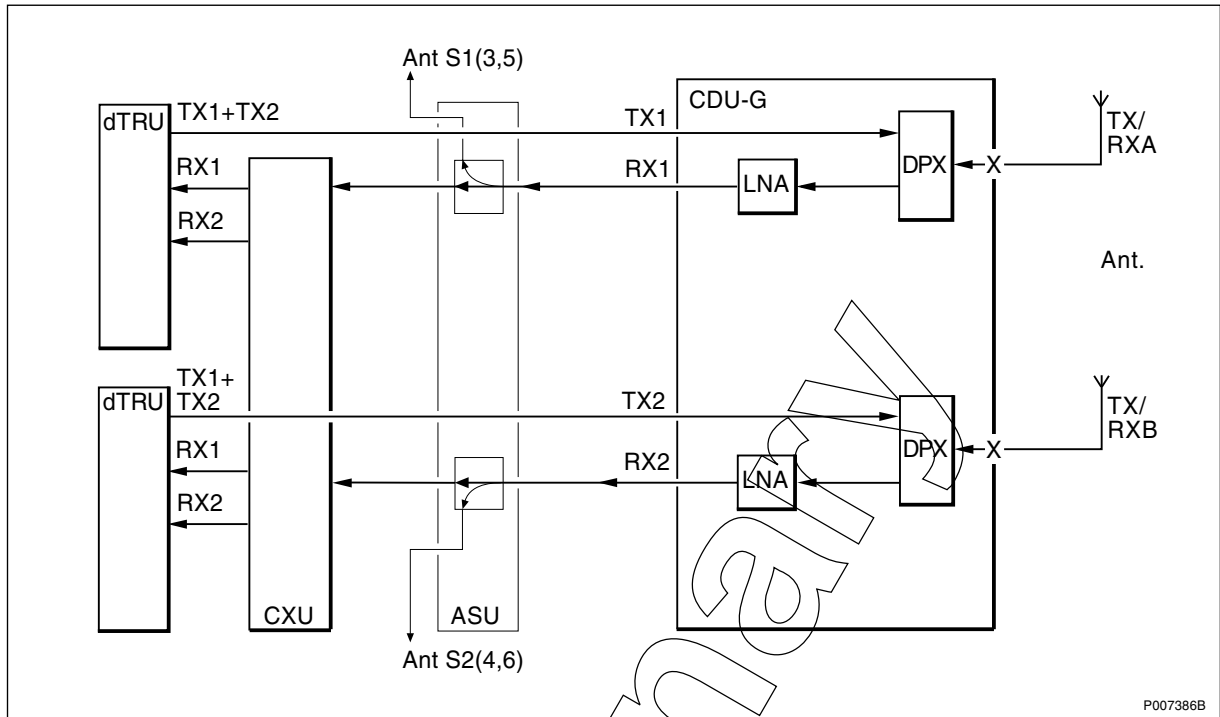 Ant S1(3,5)
dTRU
TX1+TX2
RX1
RX2
TX1
RX1
CDU-G
LNA
DPX
X
TX/
RXA
Ant.
dTRU
TX1+
TX2
RX1
RX2
TX2
RX2
LNA
DPX
X
TX/
RXB
CXU
ASU
Ant S2(4,6)
nary
P007386B